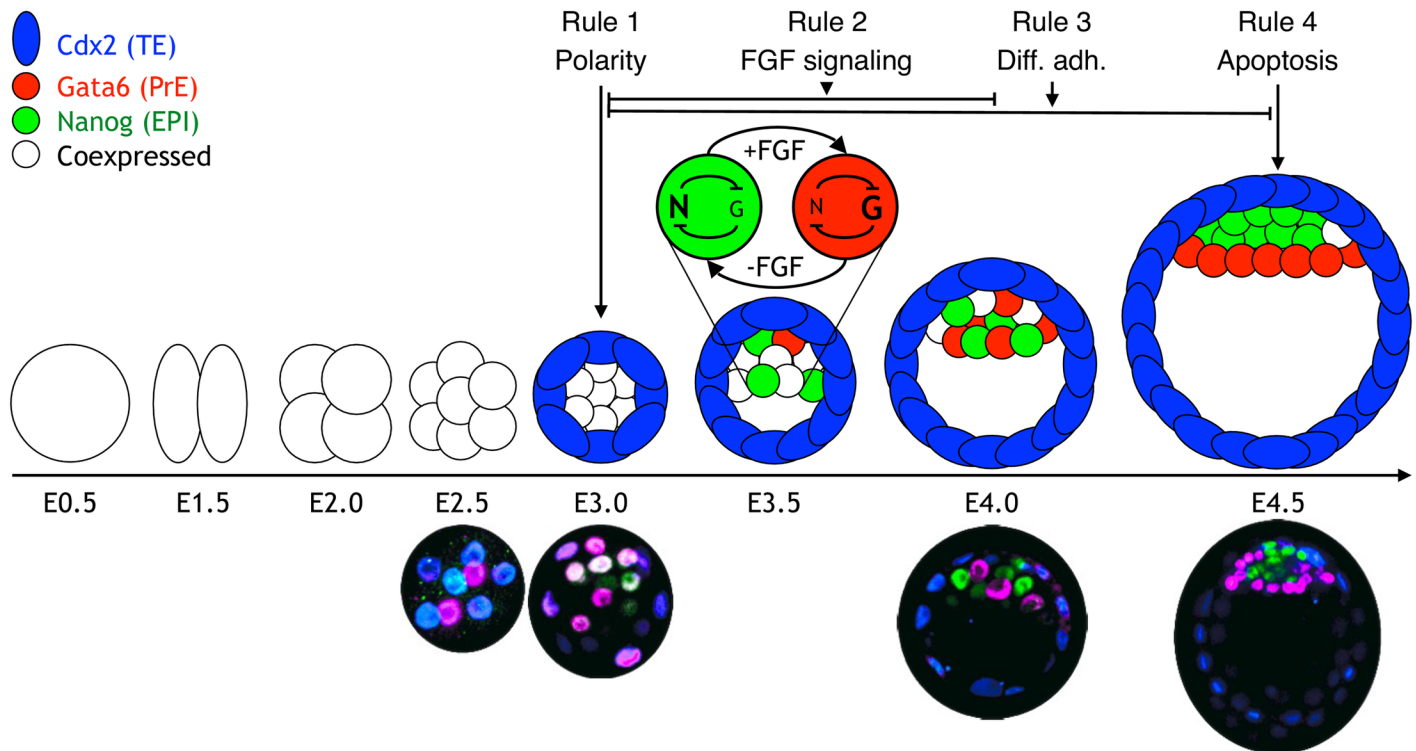 Cdx2 (TE)
Gata6 (PrE)
Nanog (EPI)
Coexpressed
Rule 1
Polarity
Rule 2
FGF signaling
Rule 3
Diff. adh.
Rule 4
Apoptosis
+FGF
N G
N G
-FGF
E0.5 E1.5 E2.0 E2.5 E3.0 E3.5 E4.0 E4.5